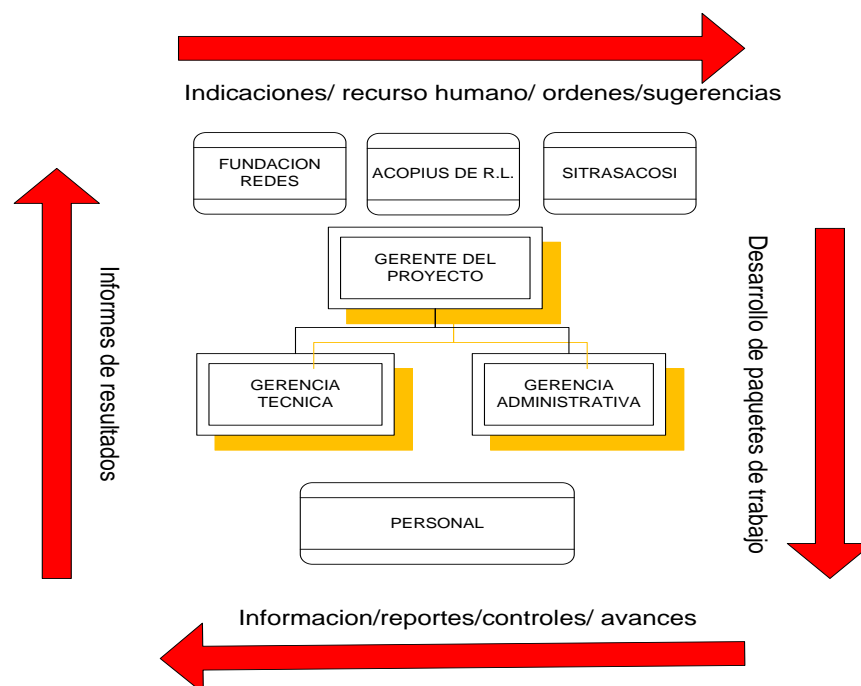 Indicaciones/ recurso humano/ ordenes/sugerencias
FUNDACION
REDES
ACOPIUS DE R.L.
SITRASACOSI
GERENTE DEL
PROYECTO
GERENCIA
TECNICA
GERENCIA
ADMINISTRATIVA
PERSONAL
Informes de resultados
Desarrollo de paquetes de trabajo
Informacion/reportes/controles/ avances